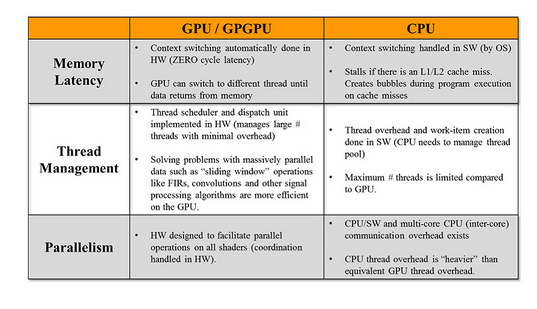 GPU / GPGPU
CPU
Memory
Latency
• Context switching automatically done in
HW (ZERO cycle latency)
• GPU can switch to different thread until
data returns from memory
• Context switching handled in SW (by OS)
• Stalls if there is an L1/L2 cache miss.
Creates bubbles during program execution
on cache misses
Thread
Management
• Thread scheduler and dispatch unit
implemented in HW (manages large #
threads with minimal overhead)
• Solving problems with massively parallel
data such as “sliding window” operations
like FIRs, convolutions and other signal
processing algorithms are more efficient
on the GPU.
• Thread overhead and work-item creation
done in SW (CPU needs to manage thread
pool)
• Maximum # threads is limited compared
to GPU.
Parallelism
• HW designed to facilitate parallel
operations on all shaders (coordination
handled in HW).
• CPU/SW and multi-core CPU (inter-core)
communication overhead exists
• CPU thread overhead is “heavier” than
equivalent GPU thread overhead.